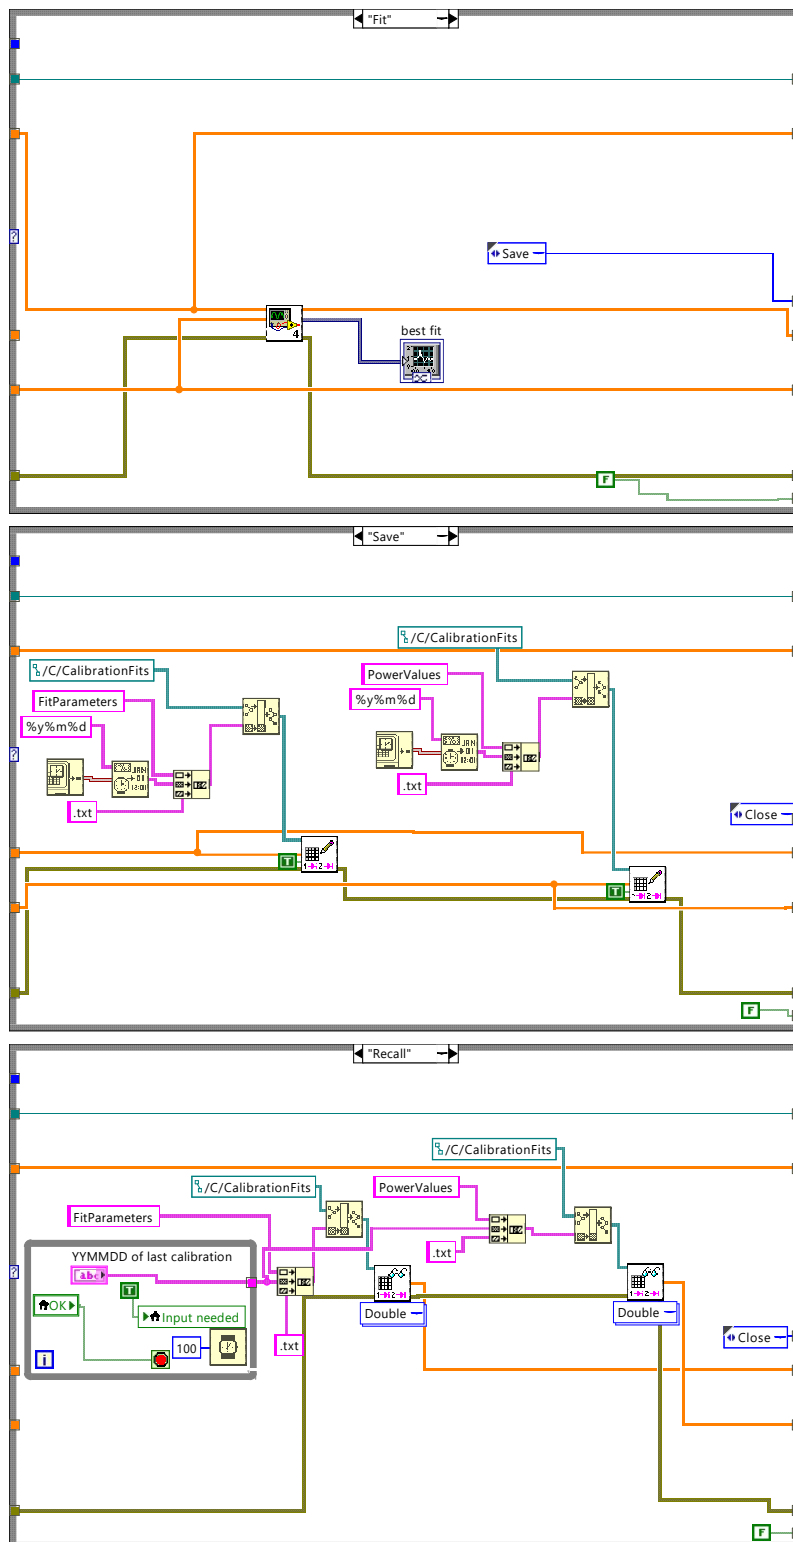 "Fit"
Save
best fit
4
F
"Save"
/C/CalibrationFits
/C/CalibrationFits
PowerValues
FitParameters
%y%m%d
%y%m%d
.txt
.txt
Close
T
T
F
"Recall"
/C/CalibrationFits
/C/CalibrationFits
PowerValues
FitParameters
.txt
YYMMDD of last calibration
abc
T
OK
Input needed
Double
Double
100
.txt
Close
i
F